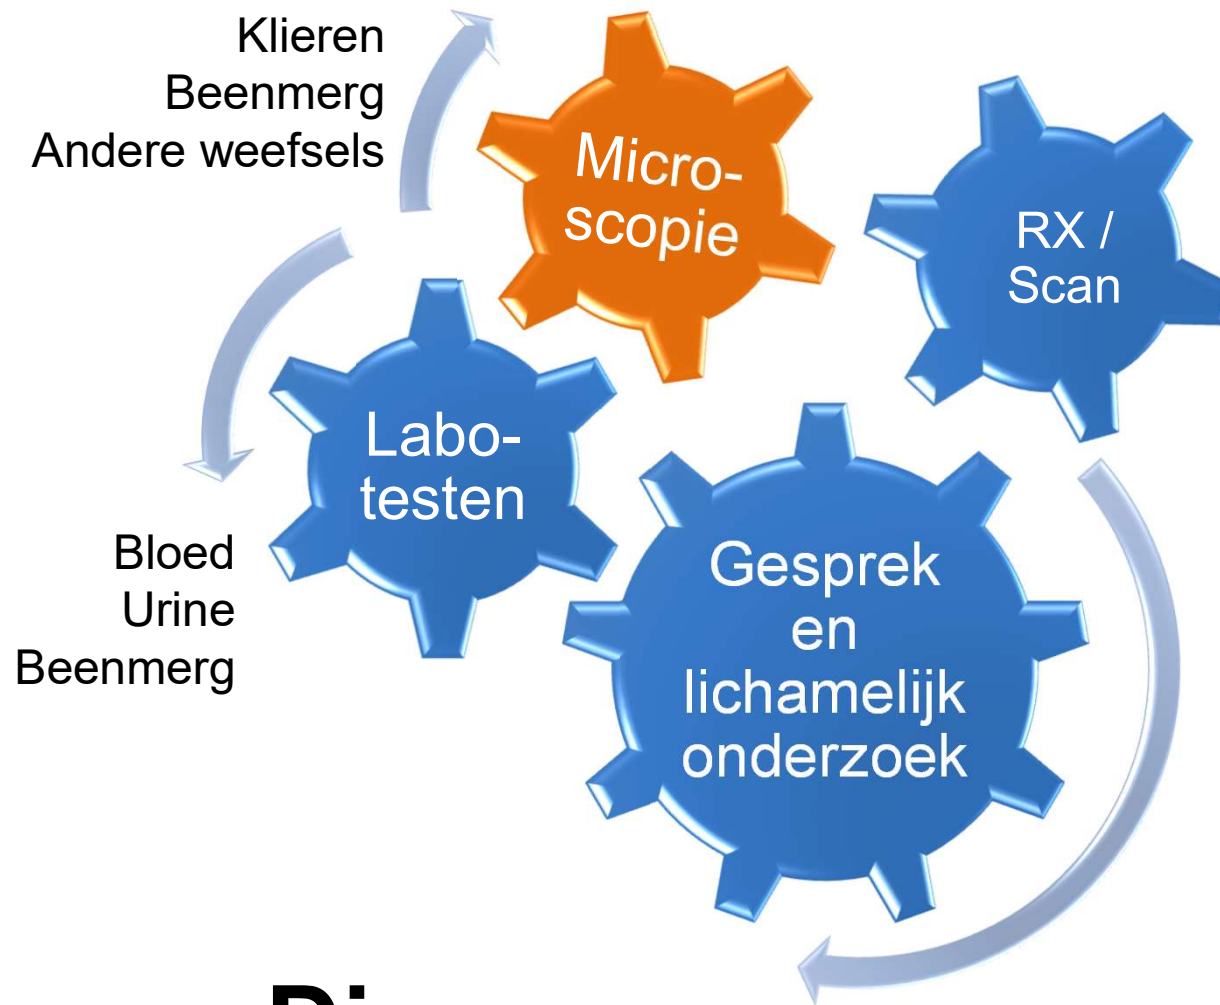 Klieren
Beenmerg
Andere weefsels
Micro-
scopie
RX /
Scan
Labo-
testen
Bloed
Urine
Beenmerg
Gesprek
en
lichamelijk
onderzoek